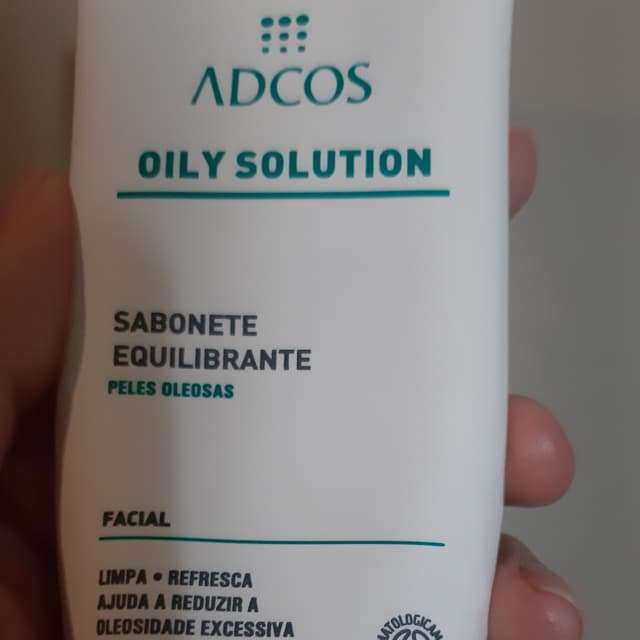 ADCOS
OILY SOLUTION
SABONETE
EQUILIBRANTE
PELES OLEOSAS
FACIAL
LIMPA • REFRESCA
AJUDA A REDUZIR A
OLEOSIDADE EXCESSIVA